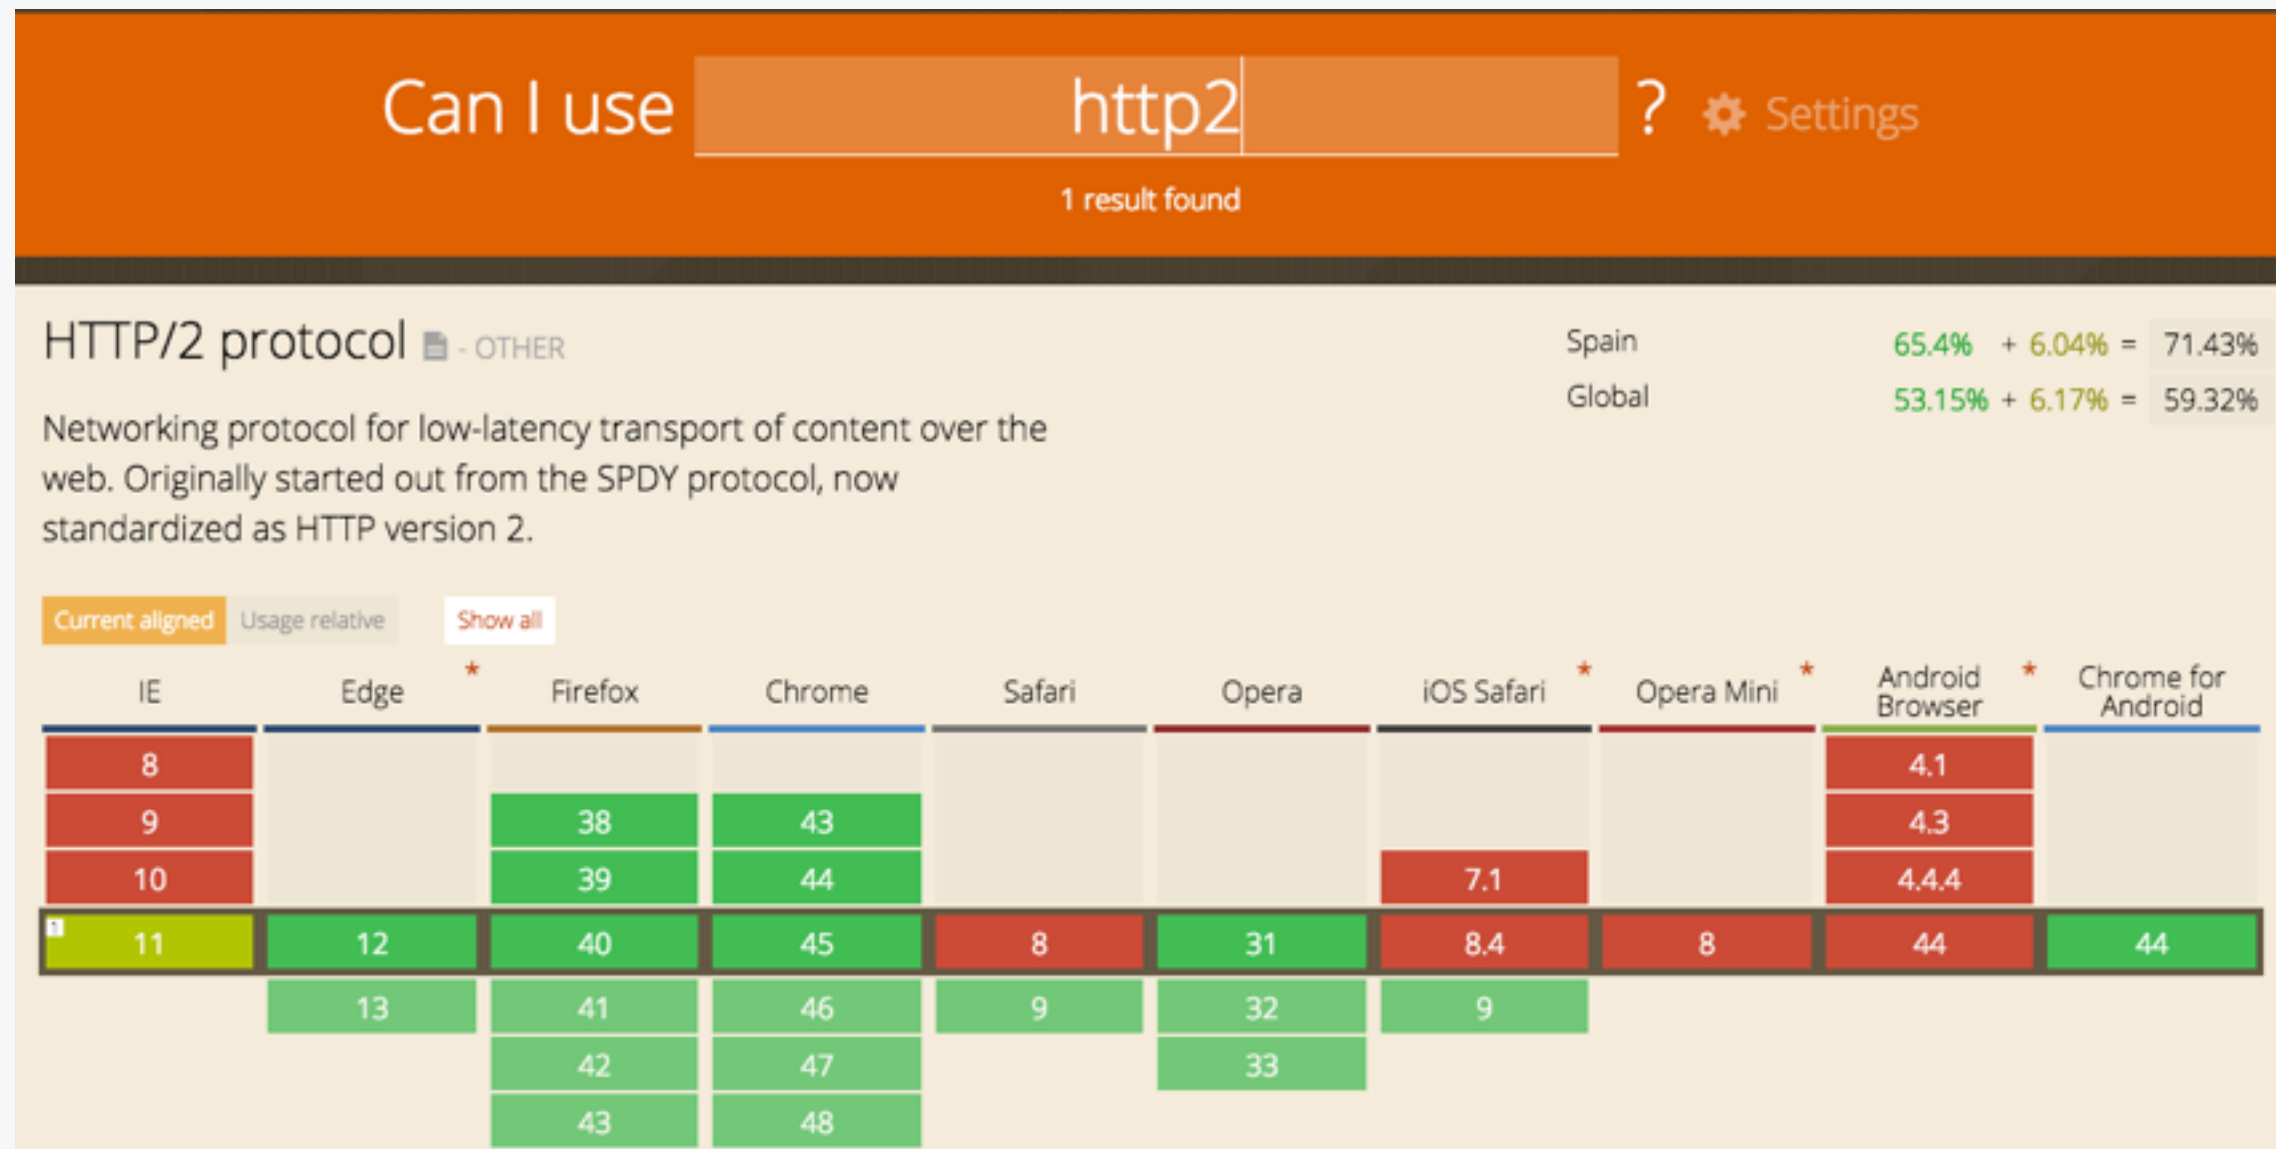 Can I use http2 ? Settings
1 result found
HTTP/2 protocol - OTHER
Spain 65.4% + 6.04% = 71.43%
Global 53.15% + 6.17% = 59.32%
Networking protocol for low-latency transport of content over the
web. Originally started out from the SPDY protocol, now
standardized as HTTP version 2.
Current aligned Usage relative Show all
IE Edge * Firefox Chrome Safari Opera iOS Safari * Opera Mini * Android Browser * Chrome for Android
8 4.1
9 38 43 4.3
10 39 44 7.1 4.4.4
1 11 12 40 45 8 31 8.4 8 44 44
13 41 46 9 32 9
42 47 33
43 48